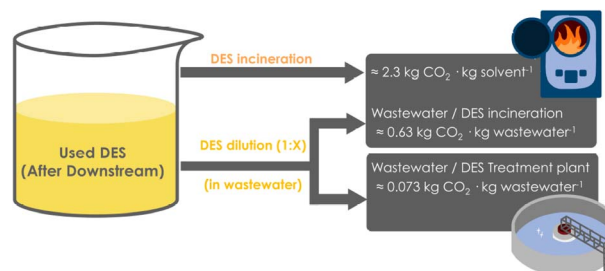 DES incineration
≈ 2.3 kg CO₂ · kg solvent⁻¹
Used DES
(After Downstream)
DES dilution (1:X)
(in wastewater)
Wastewater / DES incineration
≈ 0.63 kg CO₂ · kg wastewater⁻¹
Wastewater / DES Treatment plant
≈ 0.073 kg CO₂ · kg wastewater⁻¹